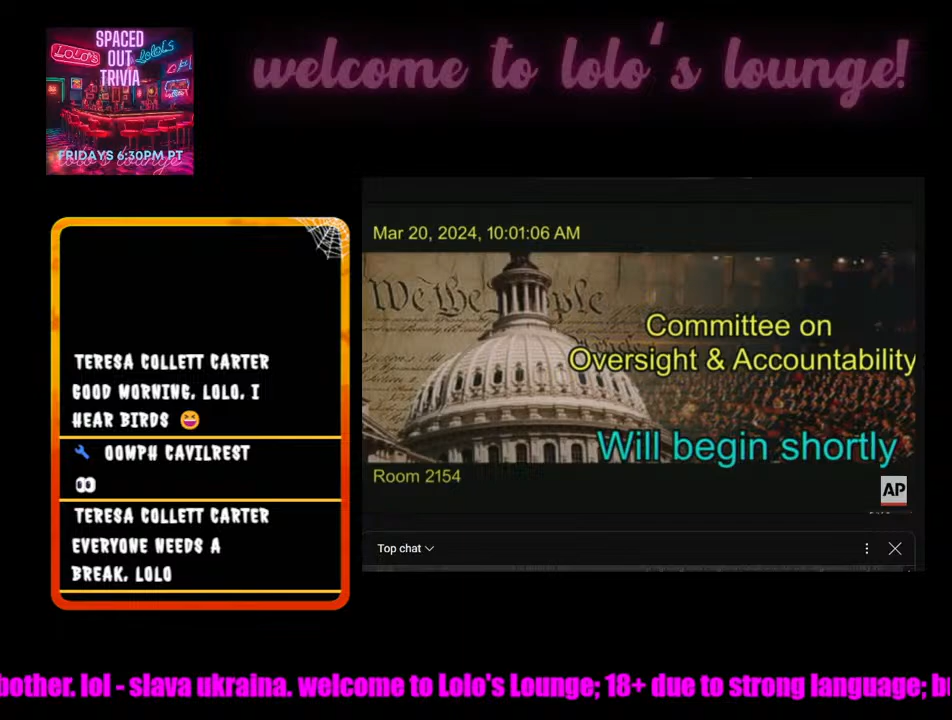 SPACED
OUT
TRIVIA
LOLO'S
LOLO'S
FRIDAYS 6:30PM PT
lolo's lounge
welcome to lolo's lounge!
Mar 20, 2024, 10:01:06 AM
We the People
Committee on
Oversight & Accountability
Will begin shortly
Room 2154
AP
Top chat
TERESA COLLETT CARTER
GOOD MORNING, LOLO, I
HEAR BIRDS 😆
OOMPH CAVILREST
👀
TERESA COLLETT CARTER
EVERYONE NEEDS A
BREAK, LOLO
bother. lol - slava ukraina. welcome to Lolo's Lounge; 18+ due to strong language;